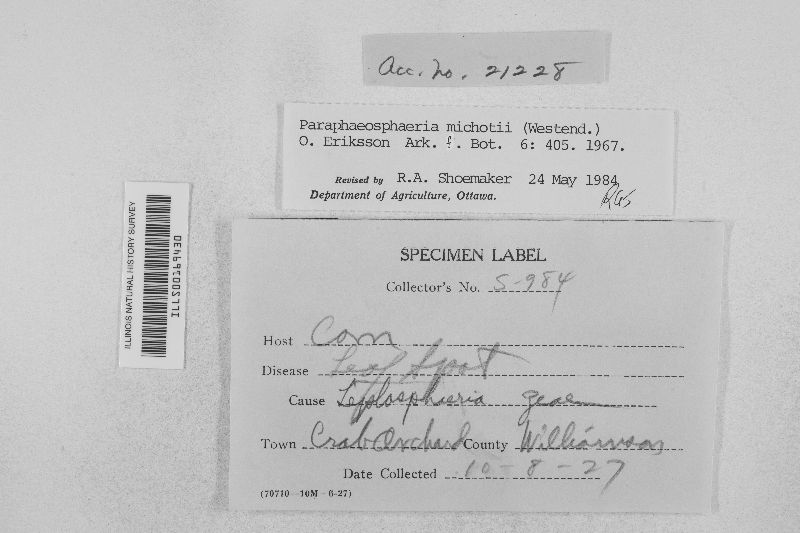 Acc. No. 21228
Paraphaeosphaeria michotii (Westend.)
O. Eriksson Ark. f. Bot. 6: 405. 1967.
Revised by R.A. Shoemaker 24 May 1984
Department of Agriculture, Ottawa.
RAS
ILLINOIS NATURAL HISTORY SURVEY
SPECIMEN LABEL
Collector's No. S-984
Host Corn
Disease Leaf Spot
Cause Leptosphaeria zeae
Town Crab Orchard County Williamson
Date Collected 10-8-27
(70710—10M—6-27)